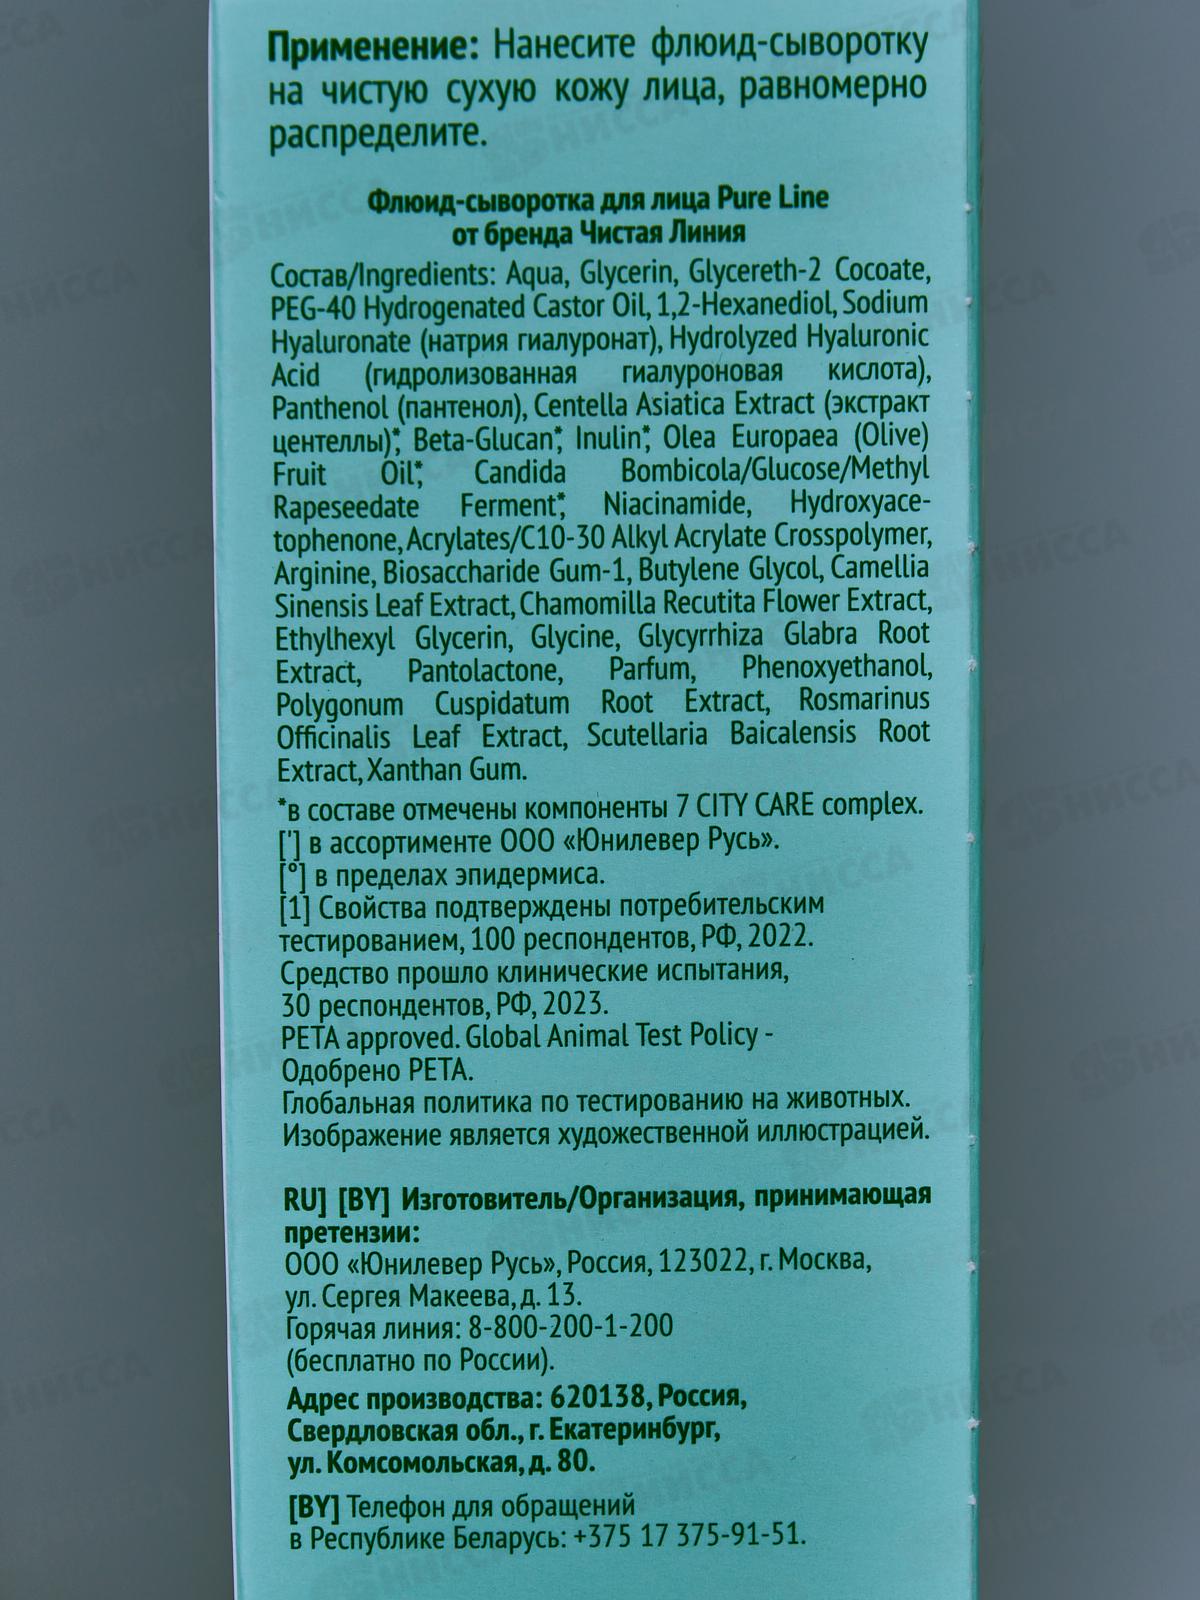 Применение: Нанесите флюид-сыворотку
на чистую сухую кожу лица, равномерно
распределите.
Флюид-сыворотка для лица Pure Line
от бренда Чистая Линия
Состав/Ingredients: Aqua, Glycerin, Glycereth-2 Cocoate,
PEG-40 Hydrogenated Castor Oil, 1,2-Hexanediol, Sodium
Hyaluronate (натрия гиалуронат), Hydrolyzed Hyaluronic
Acid (гидролизованная гиалуроновая кислота),
Panthenol (пантенол), Centella Asiatica Extract (экстракт
центеллы)*, Beta-Glucan*, Inulin*, Olea Europaea (Olive)
Fruit Oil*, Candida Bombicola/Glucose/Methyl
Rapeseedate Ferment*, Niacinamide, Hydroxyace-
tophenone, Acrylates/C10-30 Alkyl Acrylate Crosspolymer,
Arginine, Biosaccharide Gum-1, Butylene Glycol, Camellia
Sinensis Leaf Extract, Chamomilla Recutita Flower Extract,
Ethylhexyl Glycerin, Glycine, Glycyrrhiza Glabra Root
Extract, Pantolactone, Parfum, Phenoxyethanol,
Polygonum Cuspidatum Root Extract, Rosmarinus
Officinalis Leaf Extract, Scutellaria Baicalensis Root
Extract, Xanthan Gum.
*в составе отмечены компоненты 7 CITY CARE complex.
['] в ассортименте ООО «Юнилевер Русь».
[°] в пределах эпидермиса.
[1] Свойства подтверждены потребительским
тестированием, 100 респондентов, РФ, 2022.
Средство прошло клинические испытания,
30 респондентов, РФ, 2023.
PETA approved. Global Animal Test Policy -
Одобрено PETA.
Глобальная политика по тестированию на животных.
Изображение является художественной иллюстрацией.
RU] [BY] Изготовитель/Организация, принимающая
претензии:
ООО «Юнилевер Русь», Россия, 123022, г. Москва,
ул. Сергея Макеева, д. 13.
Горячая линия: 8-800-200-1-200
(бесплатно по России).
Адрес производства: 620138, Россия,
Свердловская обл., г. Екатеринбург,
ул. Комсомольская, д. 80.
[BY] Телефон для обращений
в Республике Беларусь: +375 17 375-91-51.